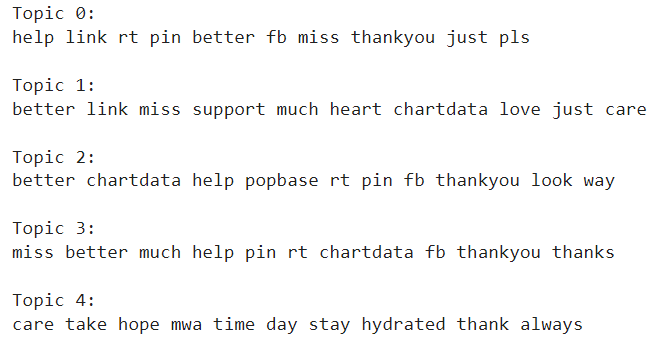 Topic 0:
help link rt pin better fb miss thankyou just pls
Topic 1:
better link miss support much heart chartdata love just care
Topic 2:
better chartdata help popbase rt pin fb thankyou look way
Topic 3:
miss better much help pin rt chartdata fb thankyou thanks
Topic 4:
care take hope mwa time day stay hydrated thank always